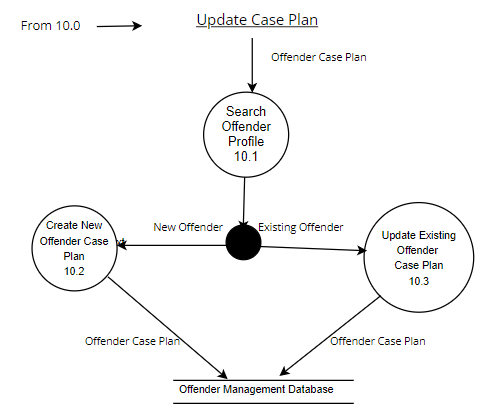 From 10.0
Update Case Plan
Offender Case Plan
Search
Offender
Profile
10.1
New Offender
Existing Offender
Create New
Offender Case
Plan
10.2
Update Existing
Offender
Case Plan
10.3
Offender Case Plan
Offender Case Plan
Offender Management Database